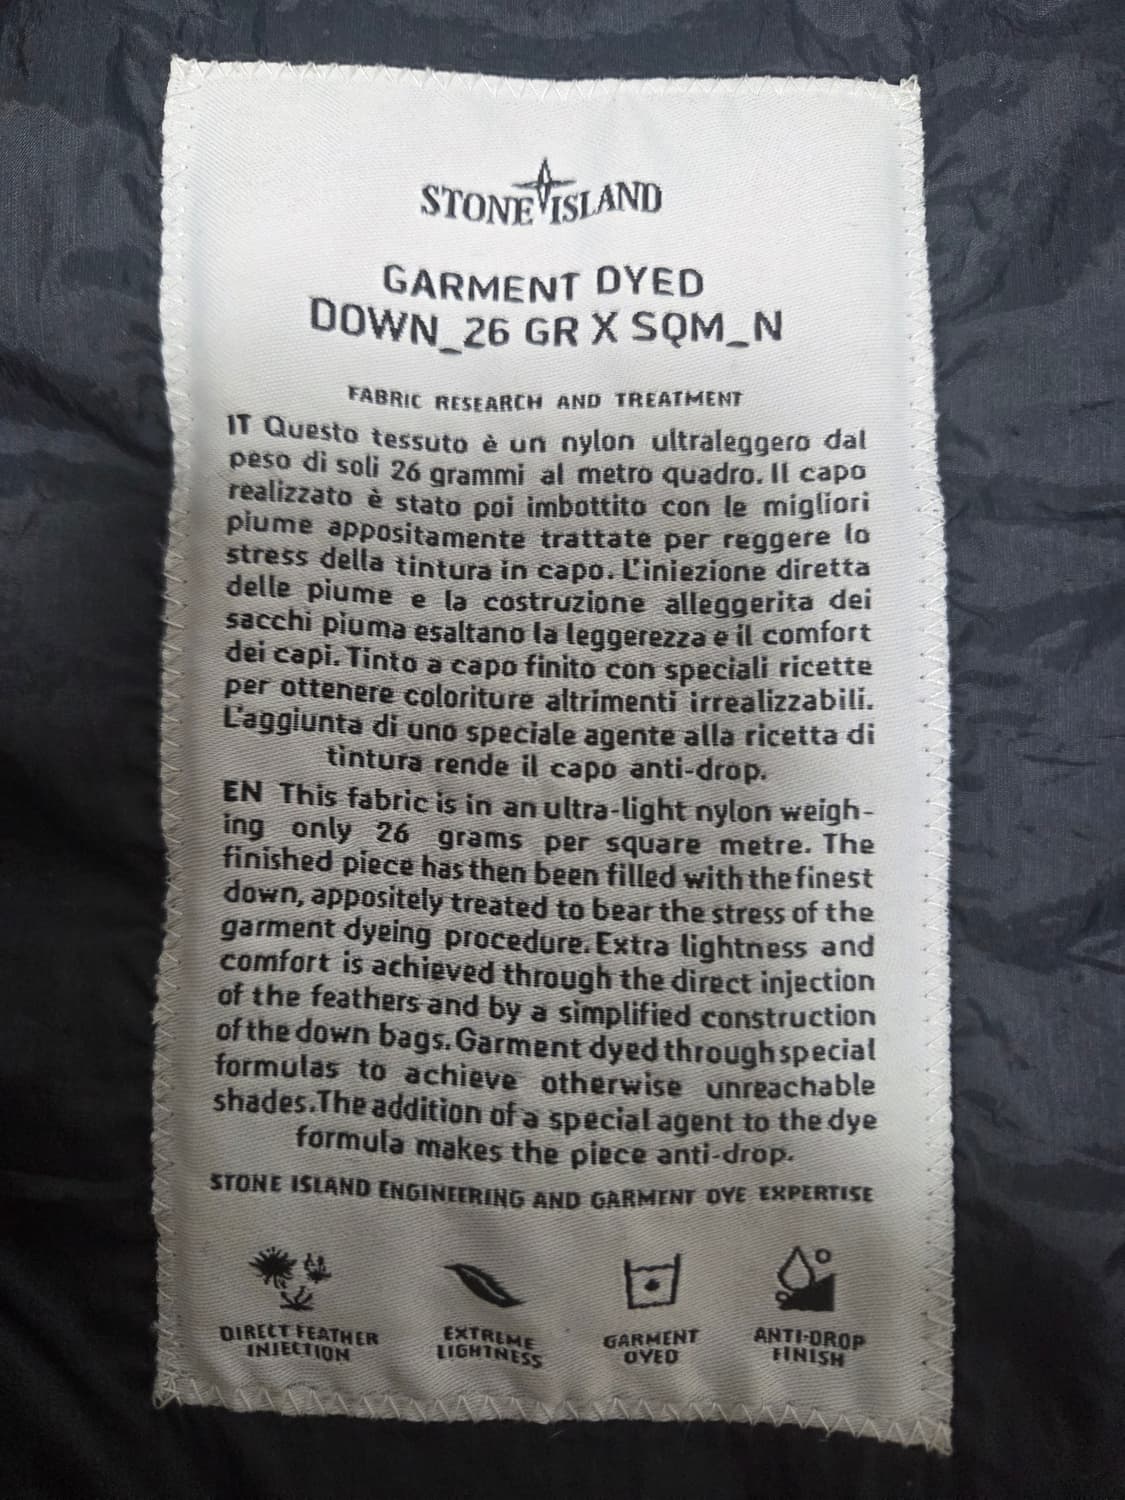 STONE ISLAND
GARMENT DYED
DOWN_26 GR X SQM_N
FABRIC RESEARCH AND TREATMENT
IT Questo tessuto è un nylon ultraleggero dal
peso di soli 26 grammi al metro quadro. Il capo
realizzato è stato poi imbottito con le migliori
piume appositamente trattate per reggere lo
stress della tintura in capo. L'iniezione diretta
delle piume e la costruzione alleggerita dei
sacchi piuma esaltano la leggerezza e il comfort
dei capi. Tinto a capo finito con speciali ricette
per ottenere coloriture altrimenti irrealizzabili.
L'aggiunta di uno speciale agente alla ricetta di
tintura rende il capo anti-drop.
EN This fabric is in an ultra-light nylon weigh-
ing only 26 grams per square metre. The
finished piece has then been filled with the finest
down, appositely treated to bear the stress of the
garment dyeing procedure. Extra lightness and
comfort is achieved through the direct injection
of the feathers and by a simplified construction
of the down bags. Garment dyed through special
formulas to achieve otherwise unreachable
shades. The addition of a special agent to the dye
formula makes the piece anti-drop.
STONE ISLAND ENGINEERING AND GARMENT DYE EXPERTISE
DIRECT FEATHER INJECTION
EXTREME LIGHTNESS
GARMENT DYED
ANTI-DROP FINISH